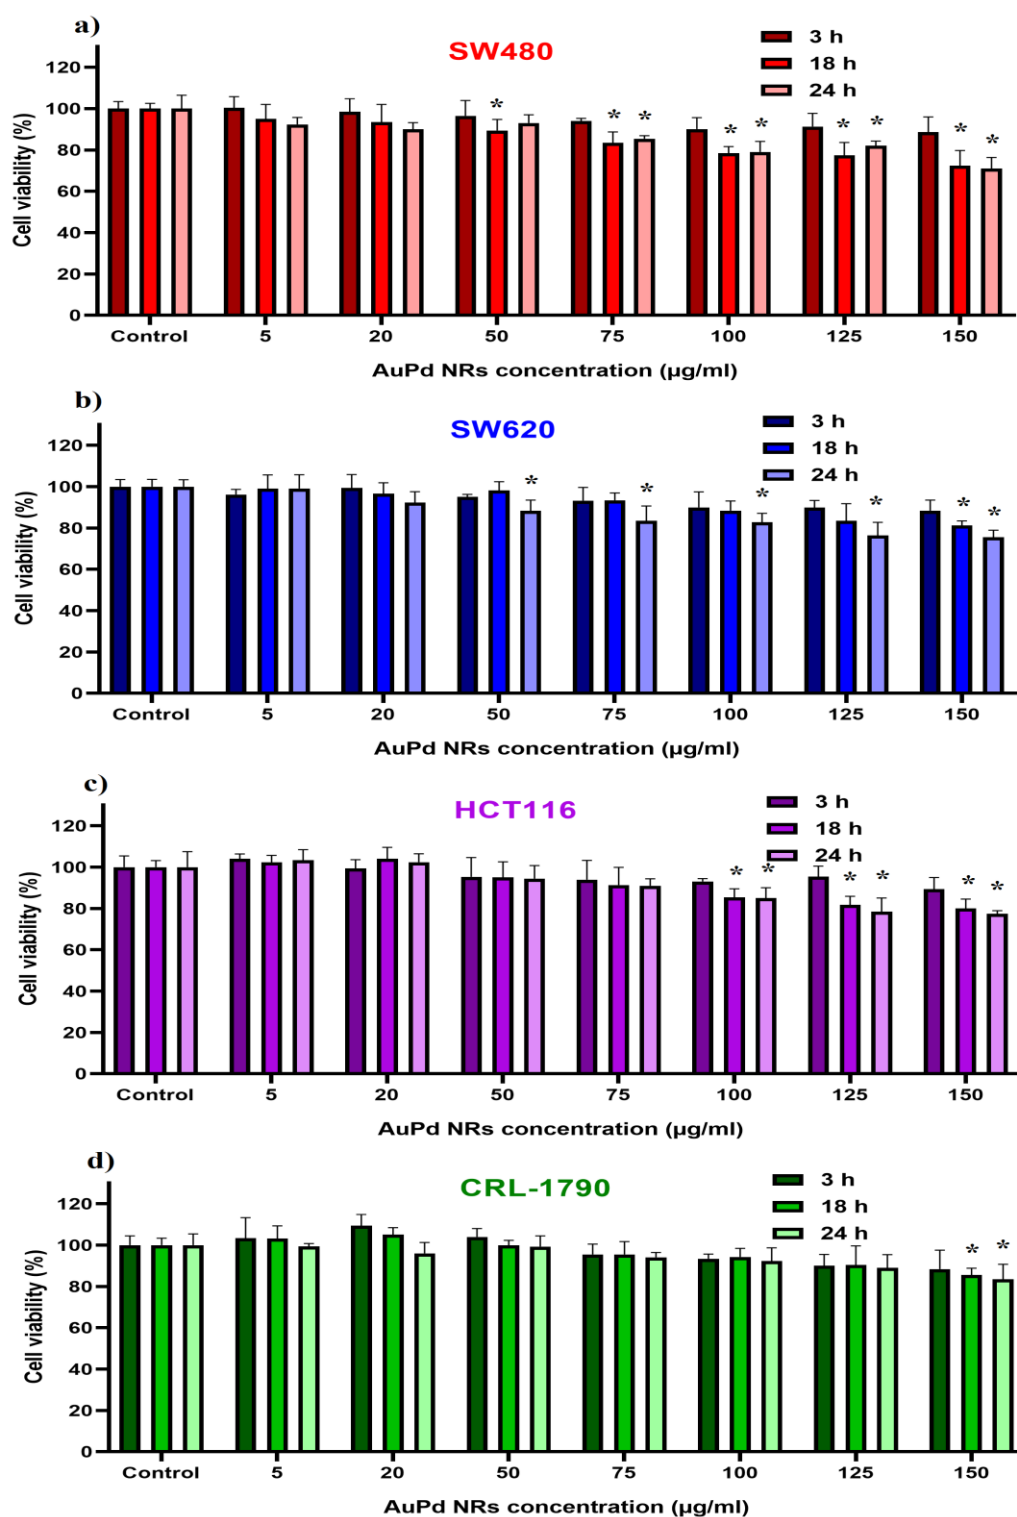 a)
SW480
3 h
18 h
24 h
Cell viability (%)
120
100
80
60
40
20
0
* * * * * * * * *
Control 5 20 50 75 100 125 150
AuPd NRs concentration (µg/ml)
b)
SW620
3 h
18 h
24 h
Cell viability (%)
120
100
80
60
40
20
0
* * * * * *
Control 5 20 50 75 100 125 150
AuPd NRs concentration (µg/ml)
c)
HCT116
3 h
18 h
24 h
Cell viability (%)
120
100
80
60
40
20
0
* * * * * *
Control 5 20 50 75 100 125 150
AuPd NRs concentration (µg/ml)
d)
CRL-1790
3 h
18 h
24 h
Cell viability (%)
120
100
80
60
40
20
0
* *
Control 5 20 50 75 100 125 150
AuPd NRs concentration (µg/ml)